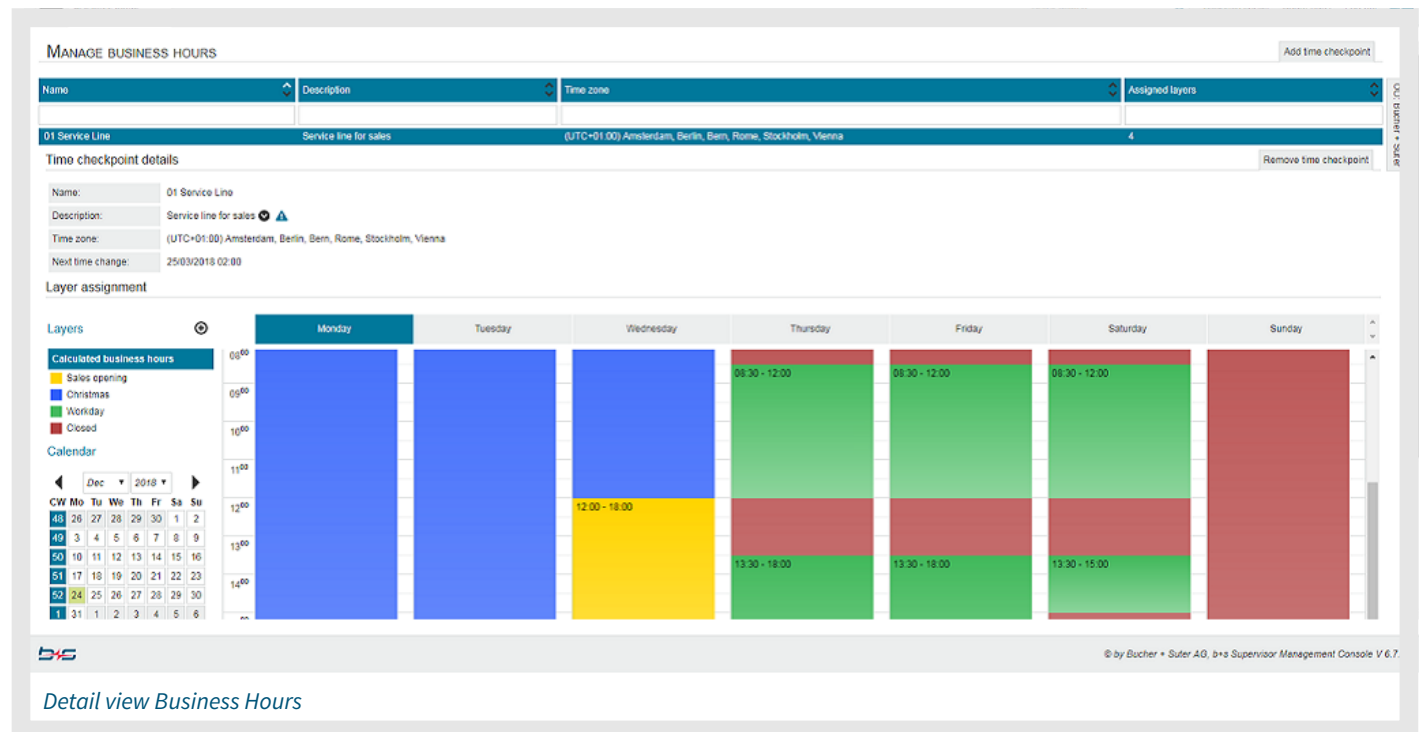 MANAGE BUSINESS HOURS
Add time checkpoint
Name Description Time zone Assigned layers
01 Service Line Service line for sales (UTC+01:00) Amsterdam, Berlin, Bern, Rome, Stockholm, Vienna 4
OU: Bucher + Suter
Time checkpoint details
Remove time checkpoint
Name: 01 Service Line
Description: Service line for sales
Time zone: (UTC+01:00) Amsterdam, Berlin, Bern, Rome, Stockholm, Vienna
Next time change: 25/03/2018 02:00
Layer assignment
Layers
Monday Tuesday Wednesday Thursday Friday Saturday Sunday
Calculated business hours
Sales opening
Christmas
Workday
Closed
Calendar
Dec 2018
CW Mo Tu We Th Fr Sa Su
48 26 27 28 29 30 1 2
49 3 4 5 6 7 8 9
50 10 11 12 13 14 15 16
51 17 18 19 20 21 22 23
52 24 25 26 27 28 29 30
1 31 1 2 3 4 5 6
08:00
08:30 - 12:00 08:30 - 12:00 08:30 - 12:00
09:00
10:00
11:00
12:00
12:00 - 18:00
13:00
13:30 - 18:00 13:30 - 18:00 13:30 - 15:00
14:00
b+s
© by Bucher + Suter AG, b+s Supervisor Management Console V 6.7.
Detail view Business Hours